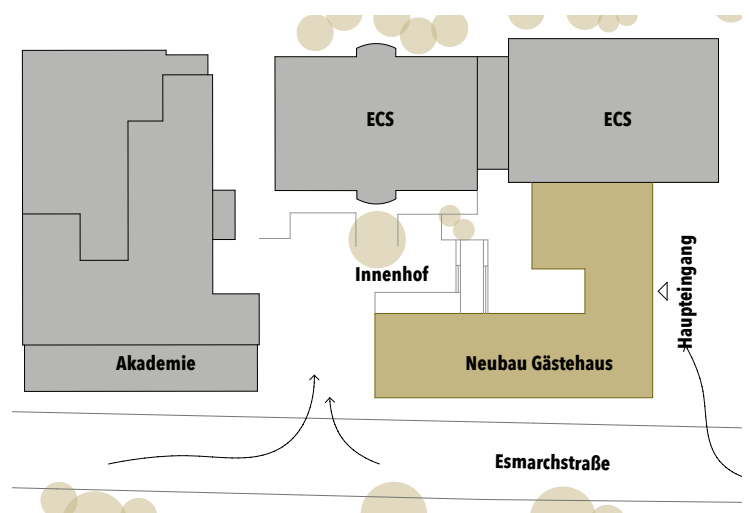 ECS
ECS
Innenhof
Haupteingang
Akademie
Neubau Gästehaus
Esmarchstraße